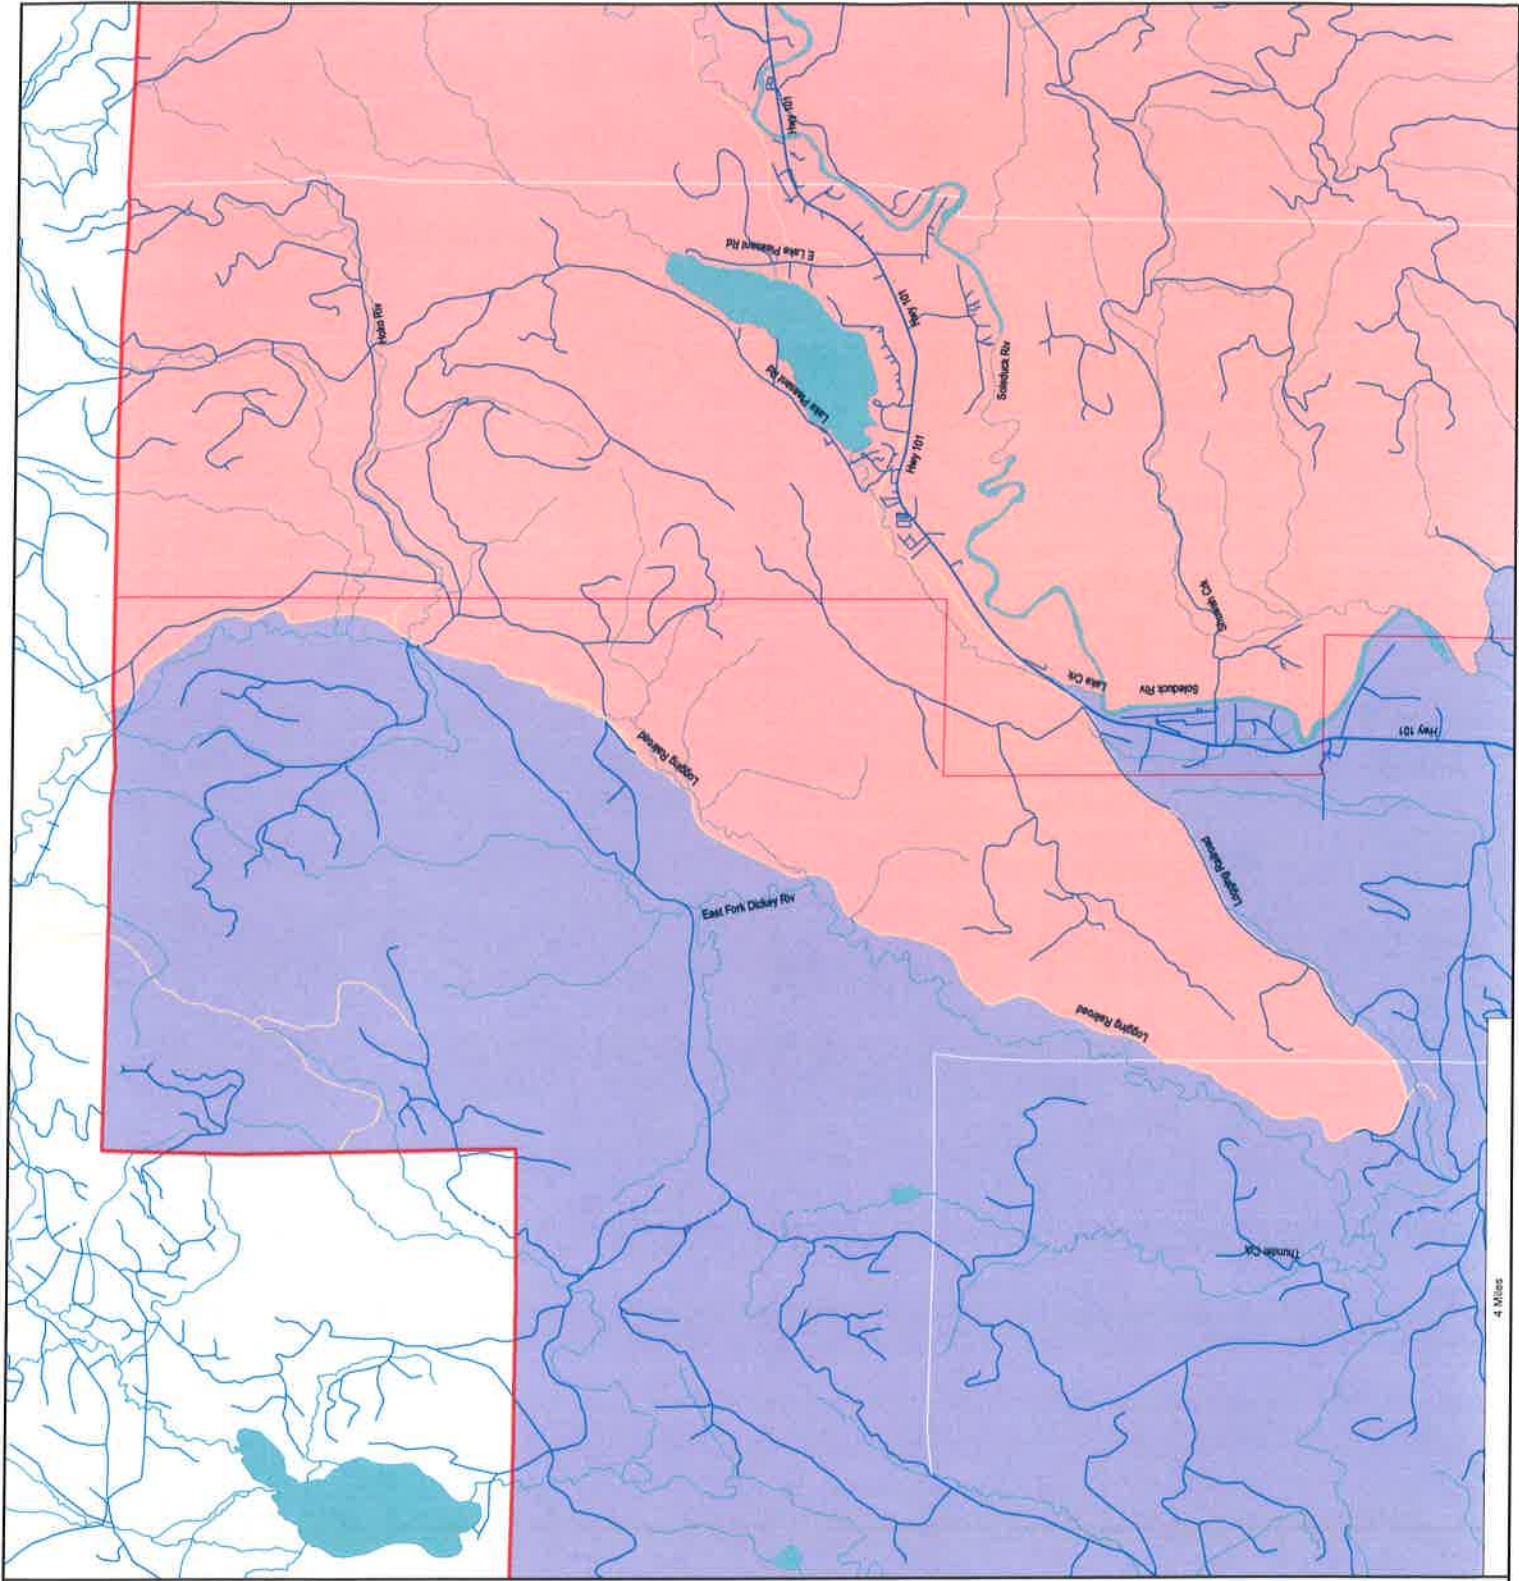 Riv
Hwy 101
E Lake Pleasant Rd
Hoko Riv
Hwy 101
Soleduck Riv
Lake Pleasant Rd
Hwy 101
Lake Crk
Soleduck Riv
Hwy 101
Logging Railroad
Logging Railroad
East Fork Dickey Riv
Logging Railroad
Thunder Crk
4 Miles